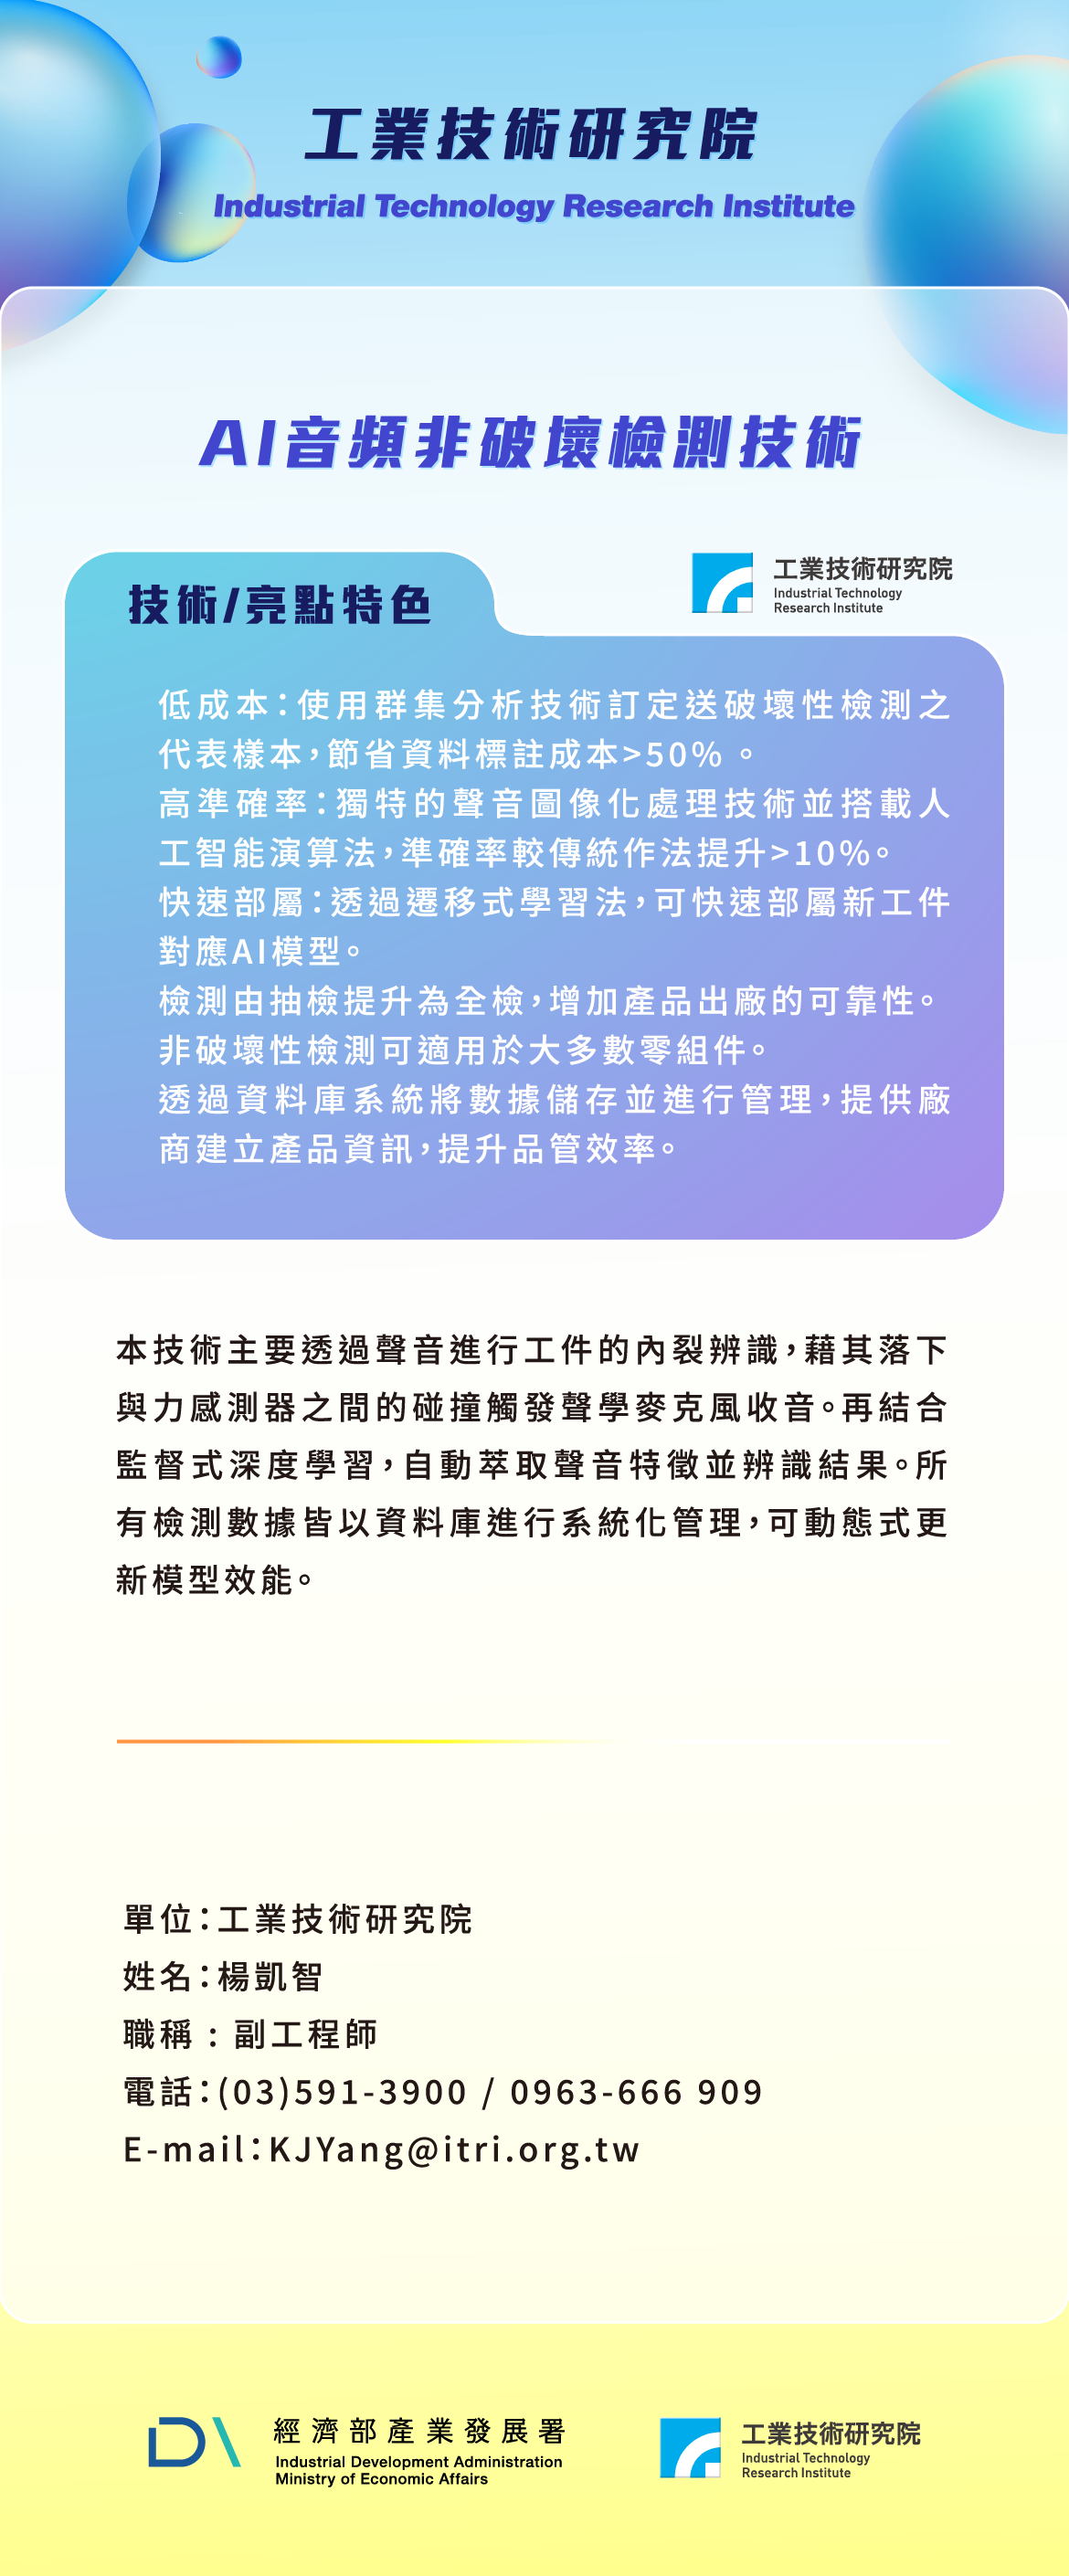 工業技術研究院
Industrial Technology Research Institute
AI音頻非破壞檢測技術
技術/亮點特色
工業技術研究院
Industrial Technology
Research Institute
低成本：使用群集分析技術訂定送破壞性檢測之
代表樣本，節省資料標註成本>50% 。
高準確率：獨特的聲音圖像化處理技術並搭載人
工智能演算法，準確率較傳統作法提升>10%。
快速部屬：透過遷移式學習法，可快速部屬新工件
對應AI模型。
檢測由抽檢提升為全檢，增加產品出廠的可靠性。
非破壞性檢測可適用於大多數零組件。
透過資料庫系統將數據儲存並進行管理，提供廠
商建立產品資訊，提升品管效率。
本技術主要透過聲音進行工件的內裂辨識，藉其落下
與力感測器之間的碰撞觸發聲學麥克風收音。再結合
監督式深度學習，自動萃取聲音特徵並辨識結果。所
有檢測數據皆以資料庫進行系統化管理，可動態式更
新模型效能。
單位：工業技術研究院
姓名：楊凱智
職稱 : 副工程師
電話：(03)591-3900 / 0963-666 909
E-mail：KJYang@itri.org.tw
經濟部產業發展署
Industrial Development Administration
Ministry of Economic Affairs
工業技術研究院
Industrial Technology
Research Institute